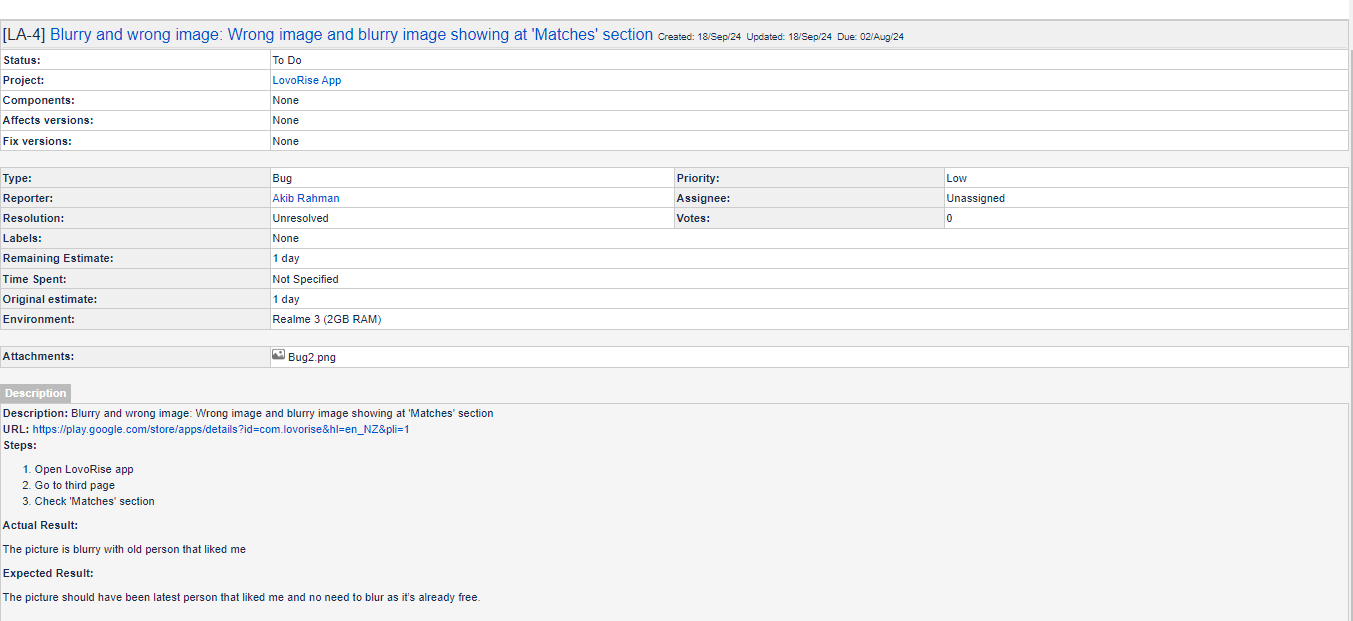 [LA-4] Blurry and wrong image: Wrong image and blurry image showing at 'Matches' section Created: 18/Sep/24 Updated: 18/Sep/24 Due: 02/Aug/24
Status: To Do
Project: LovoRise App
Components: None
Affects versions: None
Fix versions: None
Type: Bug Priority: Low
Reporter: Akib Rahman Assignee: Unassigned
Resolution: Unresolved Votes: 0
Labels: None
Remaining Estimate: 1 day
Time Spent: Not Specified
Original estimate: 1 day
Environment: Realme 3 (2GB RAM)
Attachments: Bug2.png
Description
Description: Blurry and wrong image: Wrong image and blurry image showing at 'Matches' section
URL: https://play.google.com/store/apps/details?id=com.lovorise&hl=en_NZ&pli=1
Steps:
1. Open LovoRise app
2. Go to third page
3. Check 'Matches' section
Actual Result:
The picture is blurry with old person that liked me
Expected Result:
The picture should have been latest person that liked me and no need to blur as it's already free.